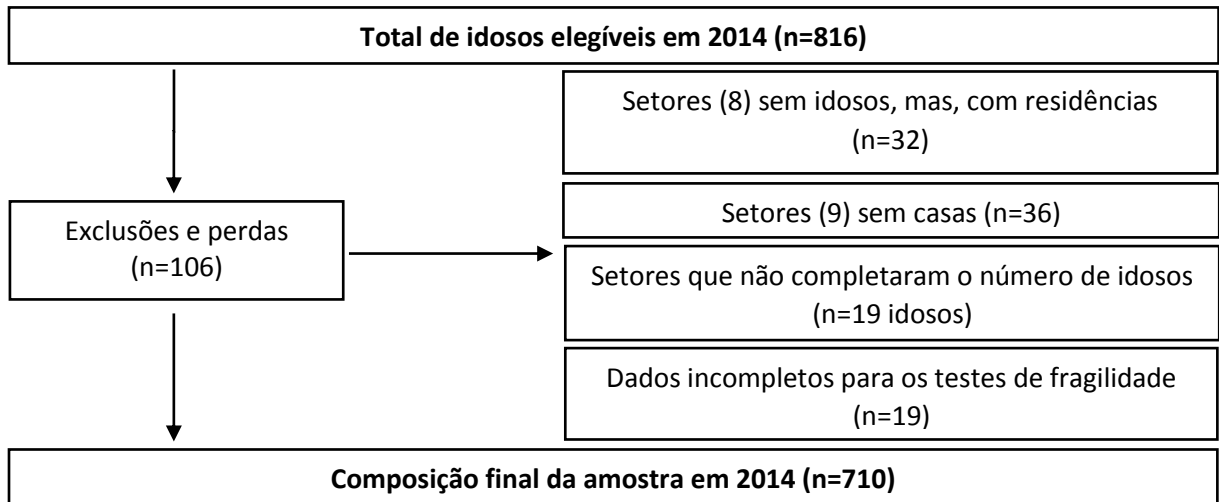 Total de idosos elegíveis em 2014 (n=816)
Setores (8) sem idosos, mas, com residências
(n=32)
Setores (9) sem casas (n=36)
Exclusões e perdas
(n=106)
Setores que não completaram o número de idosos
(n=19 idosos)
Dados incompletos para os testes de fragilidade
(n=19)
Composição final da amostra em 2014 (n=710)